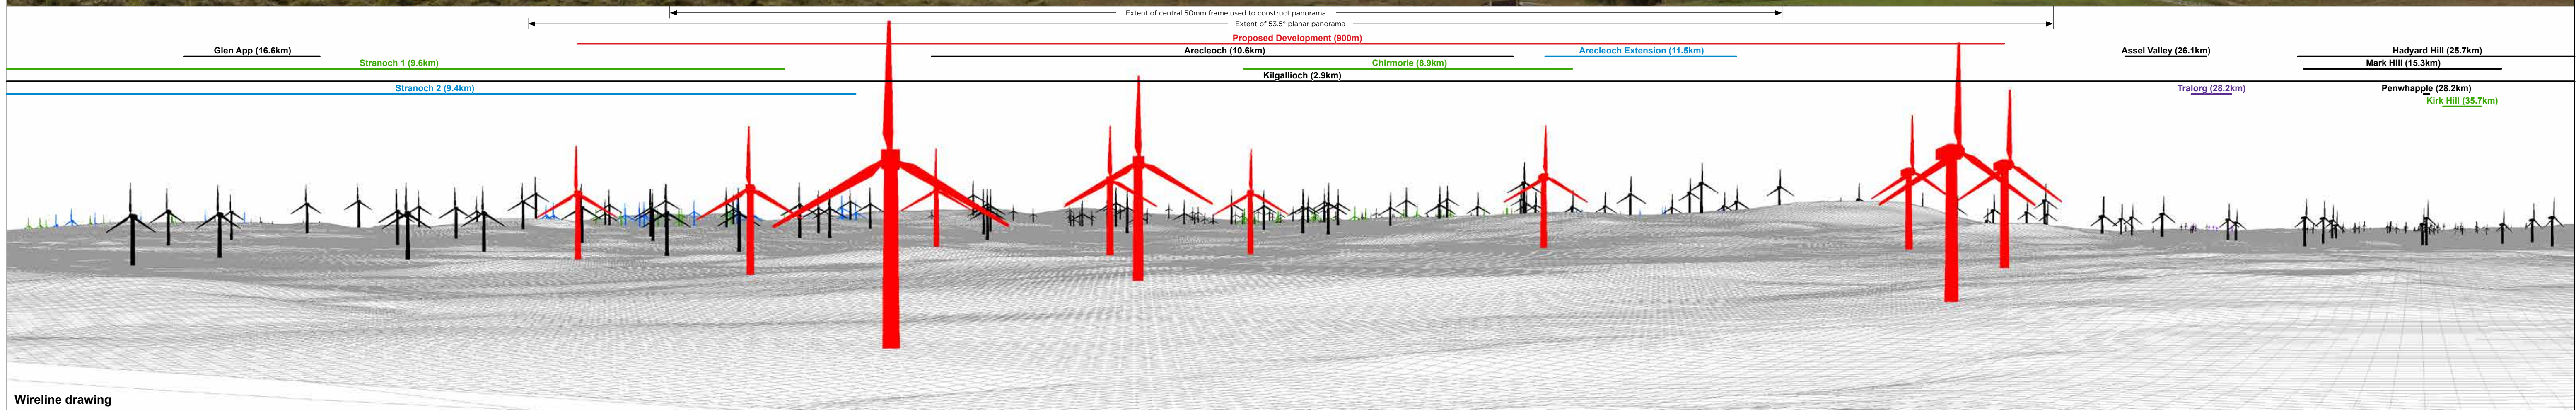 Extent of central 50mm frame used to construct panorama
Extent of 53.5° planar panorama
Proposed Development (900m)
Glen App (16.6km) Arecleoch (10.6km) Arecleoch Extension (11.5km) Assel Valley (26.1km) Hadyard Hill (25.7km)
Stranoch 1 (9.6km) Chirmorie (8.9km) Mark Hill (15.3km)
Kilgallioch (2.9km)
Stranoch 2 (9.4km) Tralorg (28.2km) Penwhapple (28.2km)
Kirk Hill (35.7km)
Wireline drawing